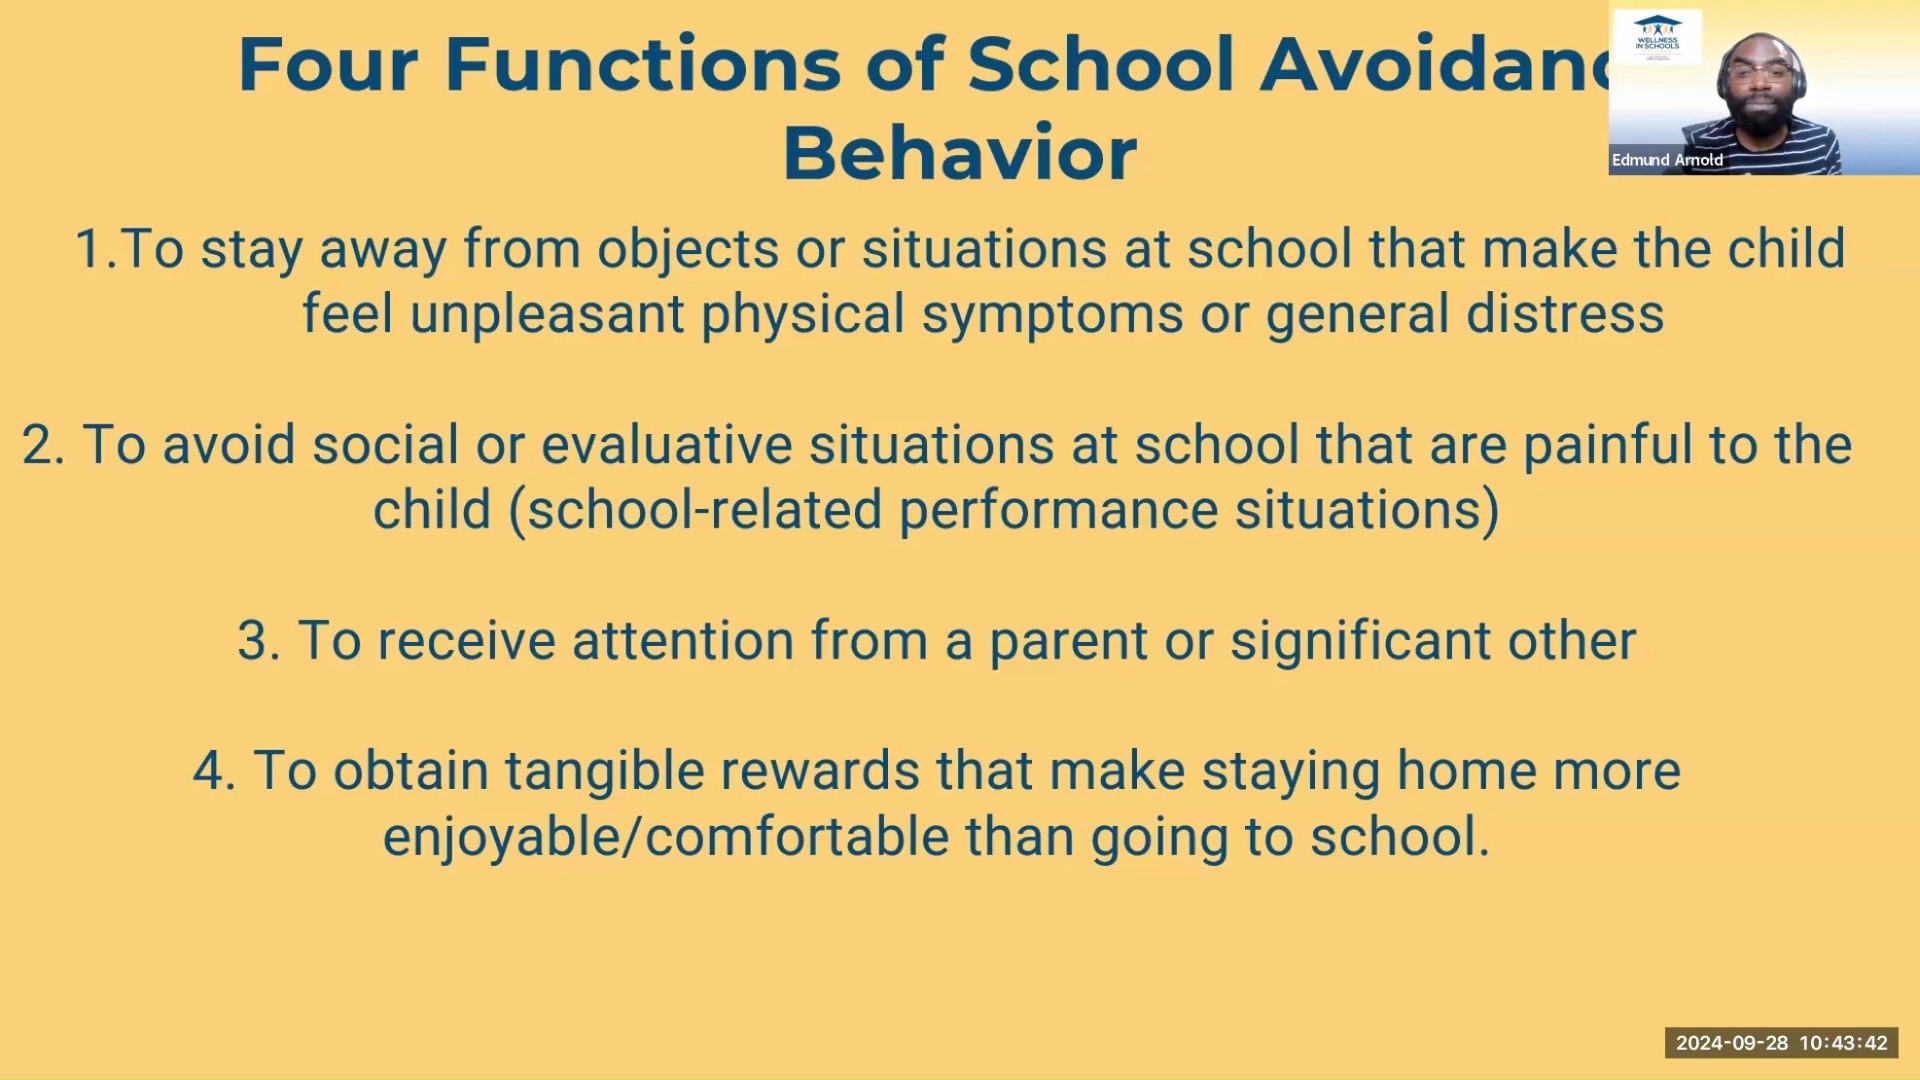 Four Functions of School Avoidanc
Behavior
WELLNESS
IN SCHOOLS
Edmund Arnold
1.To stay away from objects or situations at school that make the child
feel unpleasant physical symptoms or general distress
2. To avoid social or evaluative situations at school that are painful to the
child (school-related performance situations)
3. To receive attention from a parent or significant other
4. To obtain tangible rewards that make staying home more
enjoyable/comfortable than going to school.
2024-09-28 10:43:42